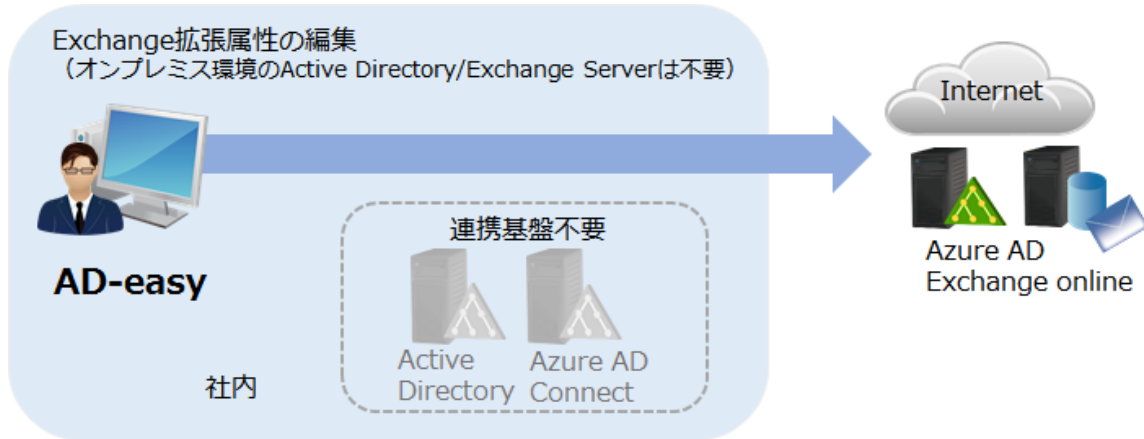 Exchange拡張属性の編集
（オンプレミス環境のActive Directory/Exchange Serverは不要）
Internet
連携基盤不要
Azure AD
Exchange online
AD-easy
Active
Directory
Azure AD
Connect
社内